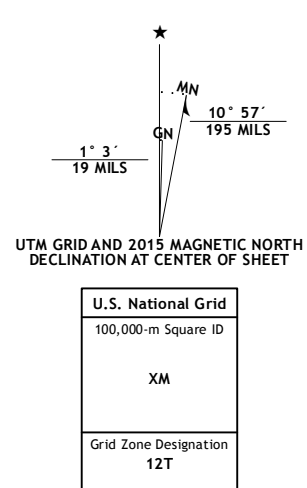 ★
MN
10° 57´
195 MILS
GN
1° 3´
19 MILS
UTM GRID AND 2015 MAGNETIC NORTH
DECLINATION AT CENTER OF SHEET
U.S. National Grid
100,000-m Square ID
XM
Grid Zone Designation
12T